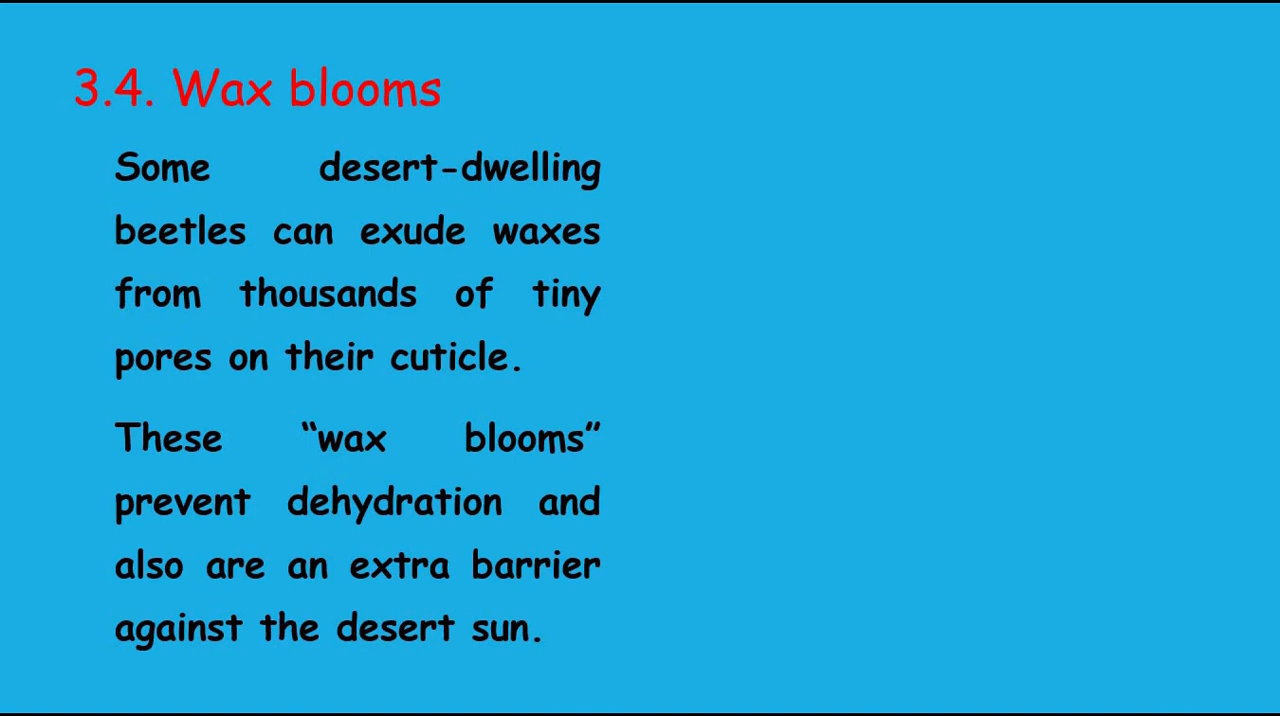 3.4. Wax blooms
Some desert-dwelling
beetles can exude waxes
from thousands of tiny
pores on their cuticle.
These “wax blooms”
prevent dehydration and
also are an extra barrier
against the desert sun.